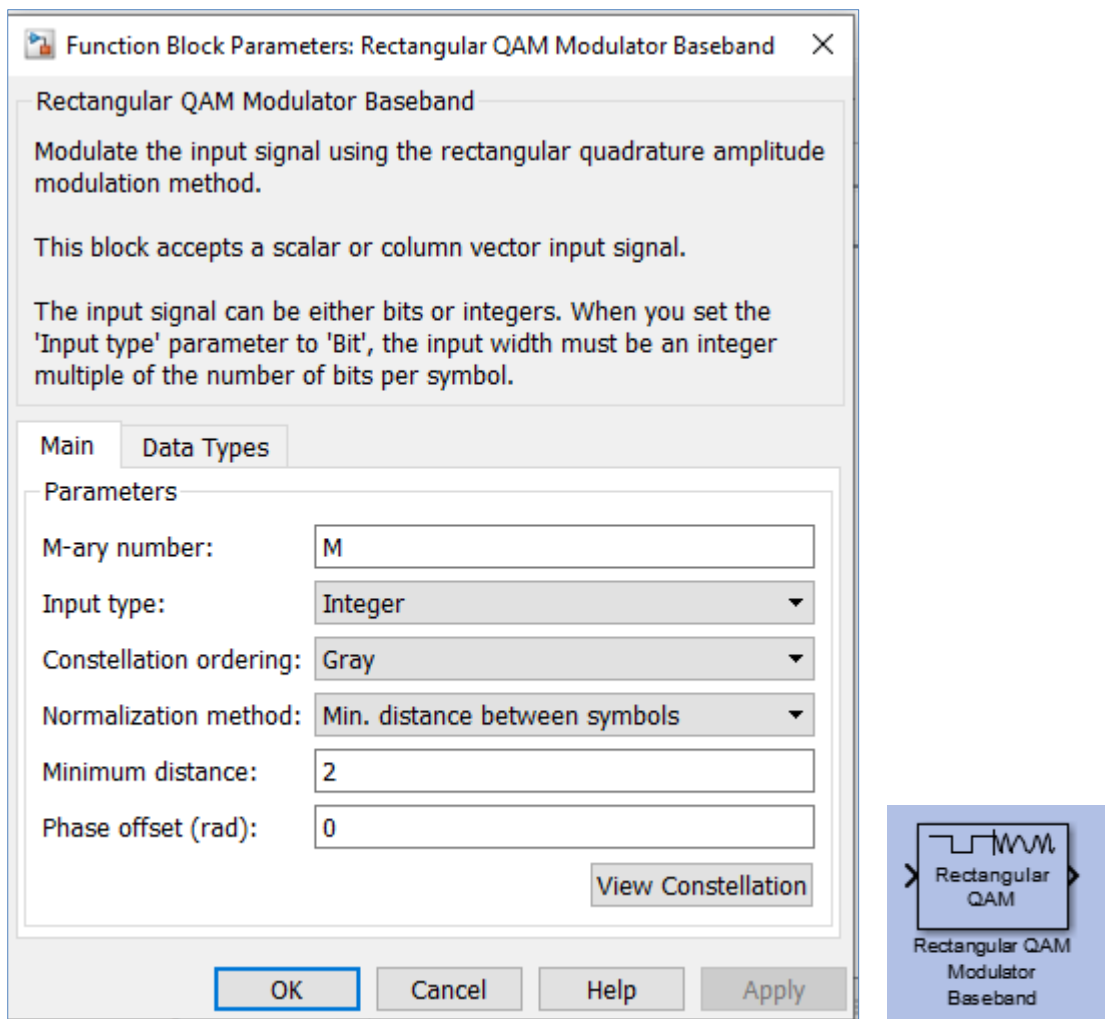 Function Block Parameters: Rectangular QAM Modulator Baseband
Rectangular QAM Modulator Baseband
Modulate the input signal using the rectangular quadrature amplitude
modulation method.
This block accepts a scalar or column vector input signal.
The input signal can be either bits or integers. When you set the
'Input type' parameter to 'Bit', the input width must be an integer
multiple of the number of bits per symbol.
Main Data Types
Parameters
M-ary number: M
Input type: Integer
Constellation ordering: Gray
Normalization method: Min. distance between symbols
Minimum distance: 2
Phase offset (rad): 0
View Constellation
OK Cancel Help Apply
Rectangular
QAM
Rectangular QAM
Modulator
Baseband